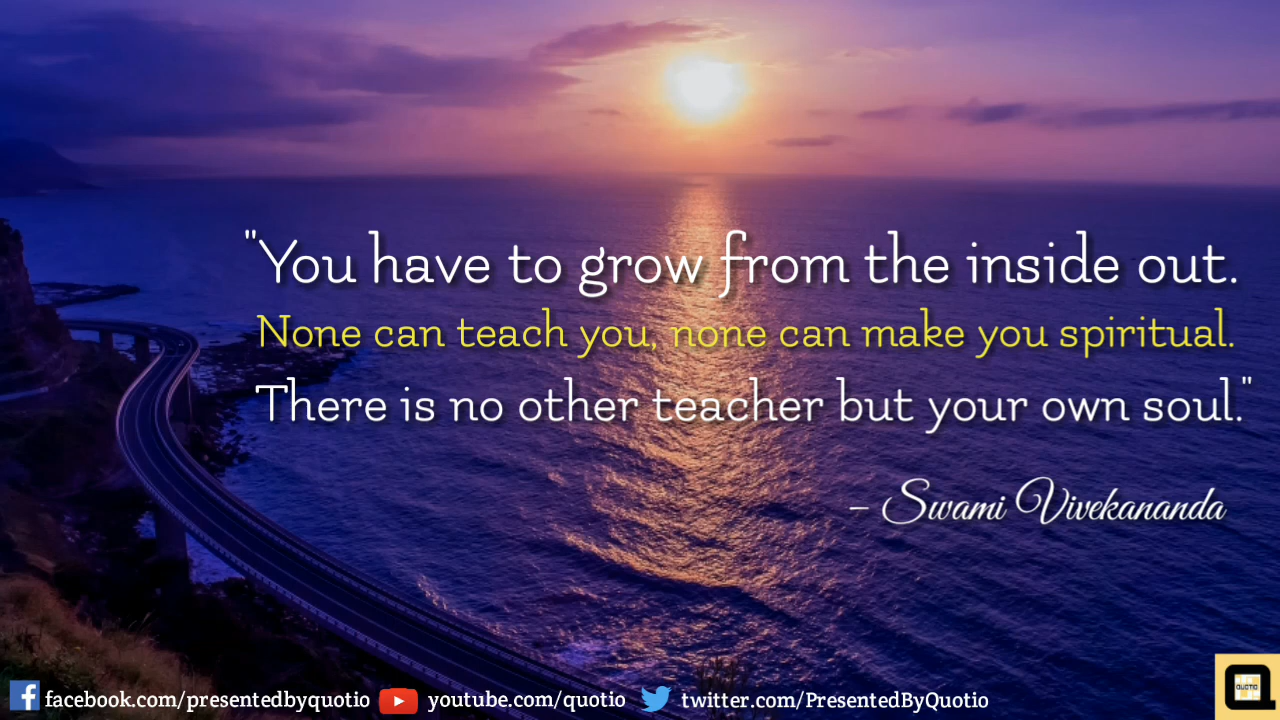 "You have to grow from the inside out.
None can teach you, none can make you spiritual.
There is no other teacher but your own soul."
– Swami Vivekananda
facebook.com/presentedbyquotio youtube.com/quotio twitter.com/PresentedByQuotio
QUOTIO